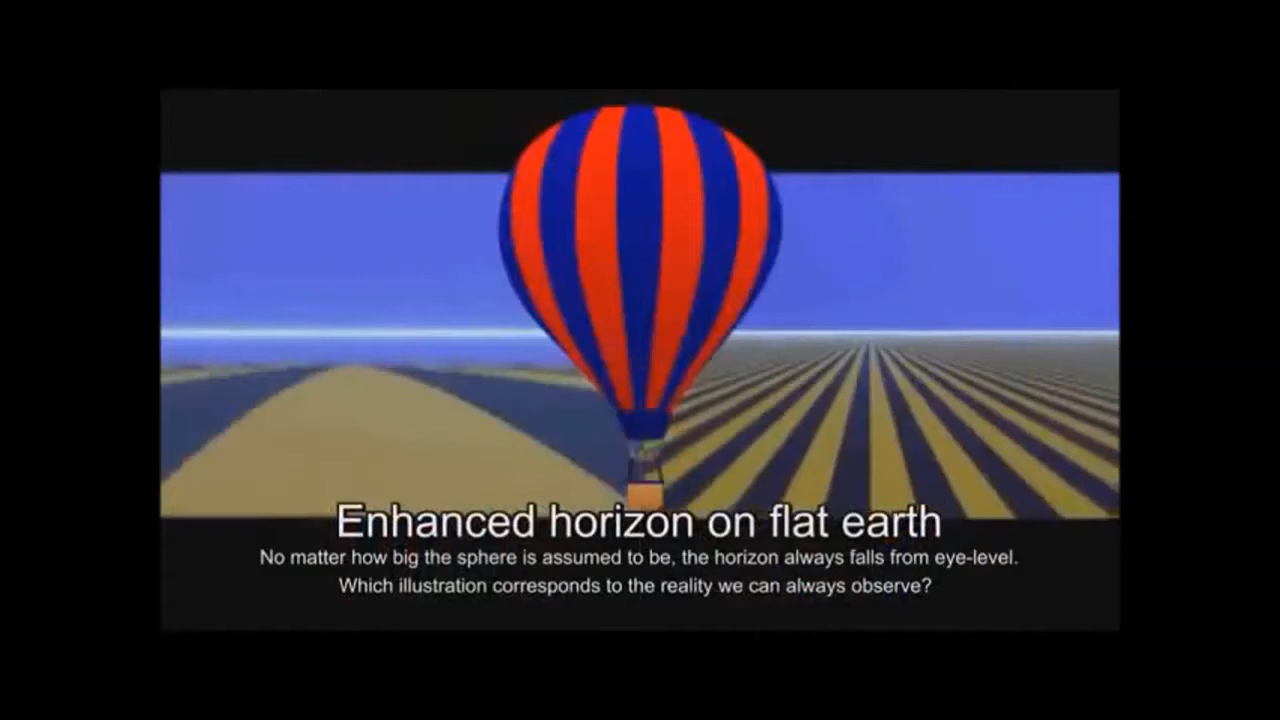 Enhanced horizon on flat earth
No matter how big the sphere is assumed to be, the horizon always falls from eye-level.
Which illustration corresponds to the reality we can always observe?